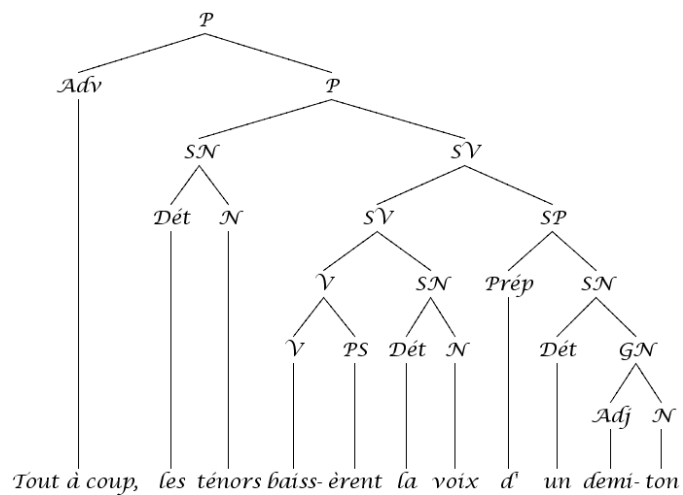 P
Adv P
SN SV
Dét N SV SP
V SN Prép SN
V PS Dét N Dét GN
Adj N
Tout à coup, les ténors baiss- èrent la voix d' un demi- ton